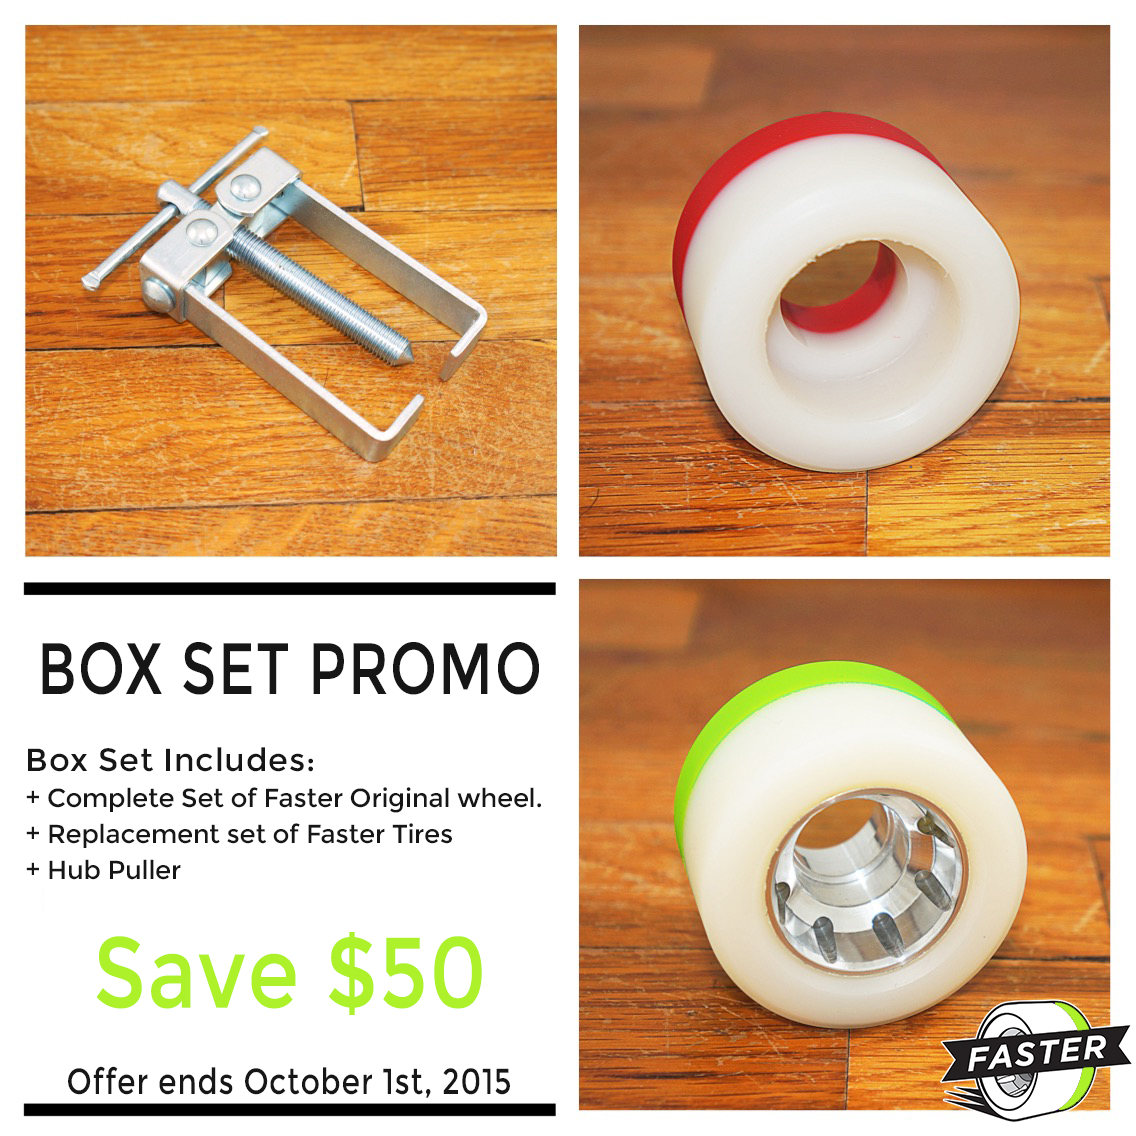 BOX SET PROMO
Box Set Includes:
+ Complete Set of Faster Original wheel.
+ Replacement set of Faster Tires
+ Hub Puller
Save $50
Offer ends October 1st, 2015
FASTER